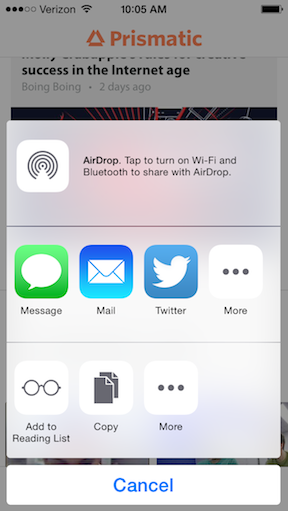 Verizon 10:05 AM
Prismatic
success in the Internet age
Boing Boing • 2 days ago
AirDrop. Tap to turn on Wi-Fi and
Bluetooth to share with AirDrop.
Message Mail Twitter More
Add to Copy More
Reading List
Cancel